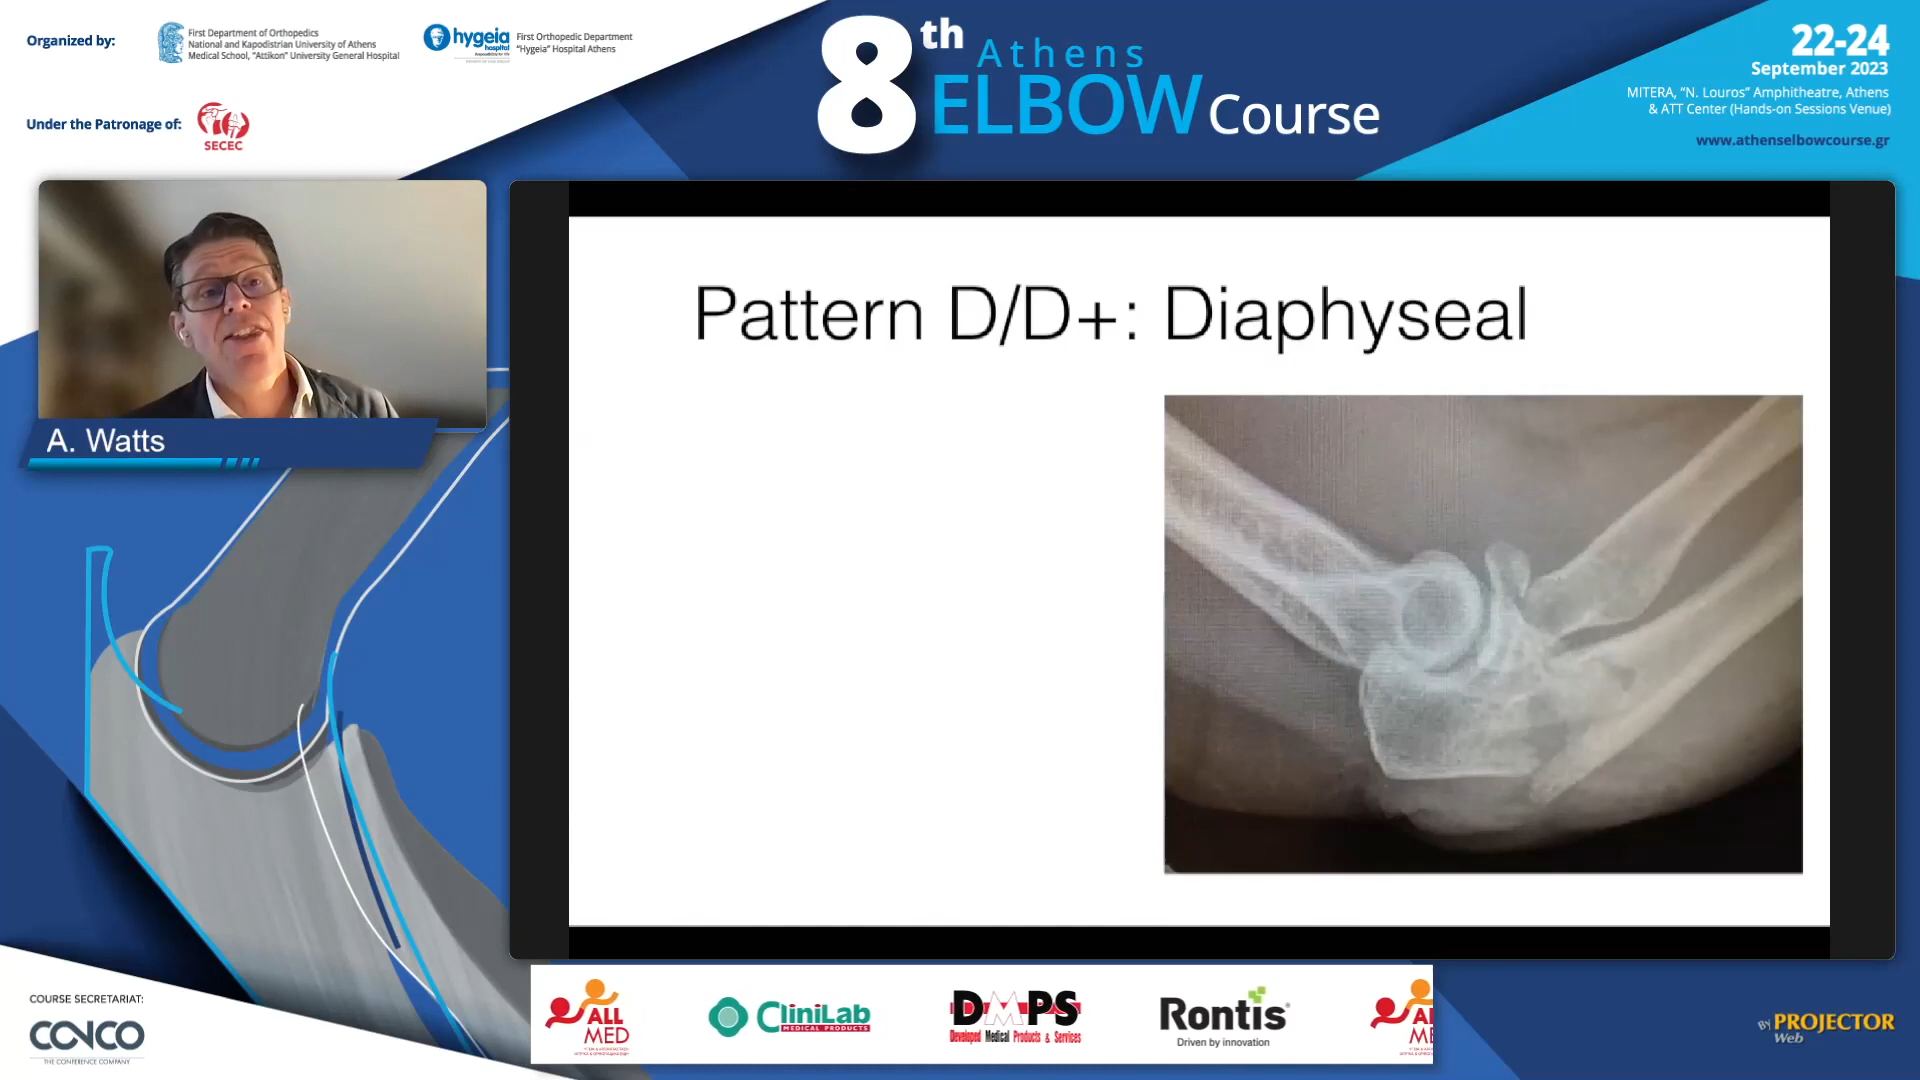 Organized by:
First Department of Orthopedics
National and Kapodistrian University of Athens
Medical School, "Attikon" University General Hospital
hygeia
hospital
First Orthopedic Department
"Hygeia" Hospital Athens
Under the Patronage of:
SECEC
8th Athens
ELBOW Course
22-24
September 2023
MITERA, "N. Louros" Amphitheatre, Athens
& ATT Center (Hands-on Sessions Venue)
www.athenselbowcourse.gr
A. Watts
Pattern D/D+: Diaphyseal
COURSE SECRETARIAT:
CONCO
THE CONFERENCE COMPANY
ALL
MED
CliniLab
MEDICAL PRODUCTS
DMPS
Developed Medical Products & Services
Rontis
Driven by innovation
AL
ME
BY PROJECTOR
Web